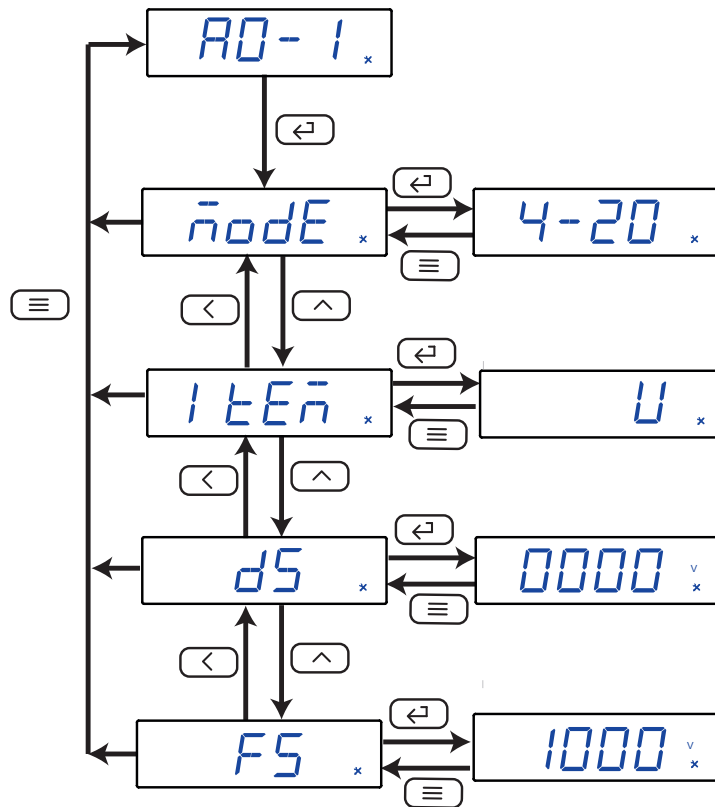 AO-1 *
modE * 4-20 *
ItEm * U *
dS * 0000 v *
FS * 1000 v *